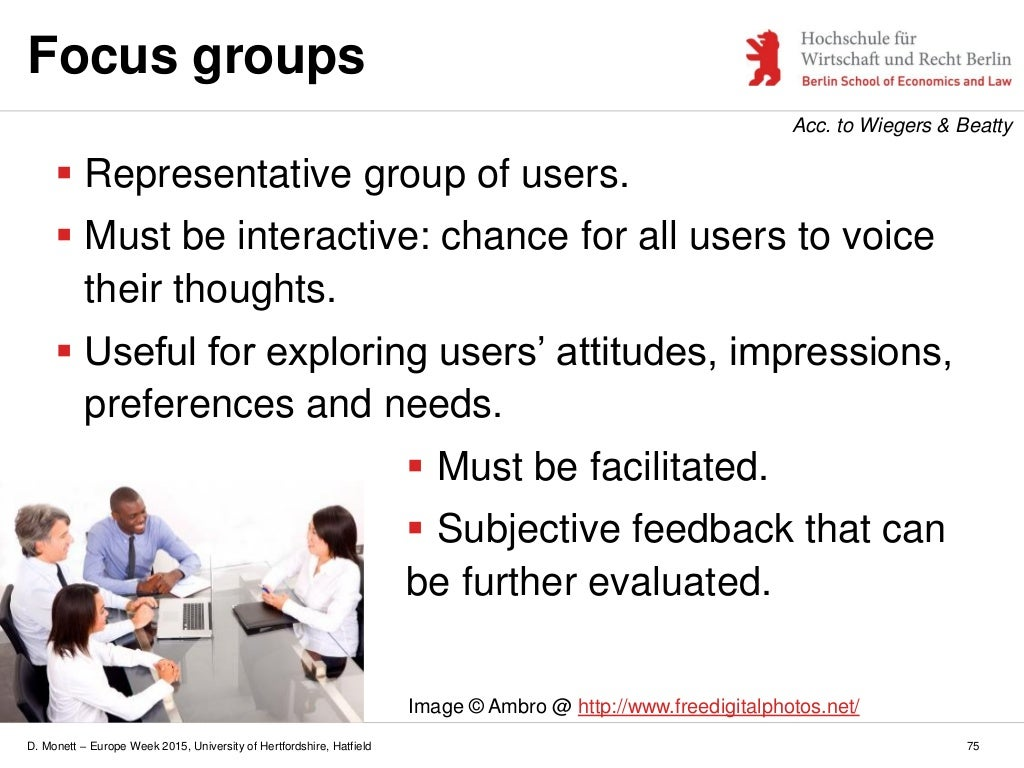 Focus groups
Hochschule für
Wirtschaft und Recht Berlin
Berlin School of Economics and Law
Acc. to Wiegers & Beatty
▪ Representative group of users.
▪ Must be interactive: chance for all users to voice
their thoughts.
▪ Useful for exploring users’ attitudes, impressions,
preferences and needs.
▪ Must be facilitated.
▪ Subjective feedback that can
be further evaluated.
Image © Ambro @ http://www.freedigitalphotos.net/
D. Monett – Europe Week 2015, University of Hertfordshire, Hatfield
75